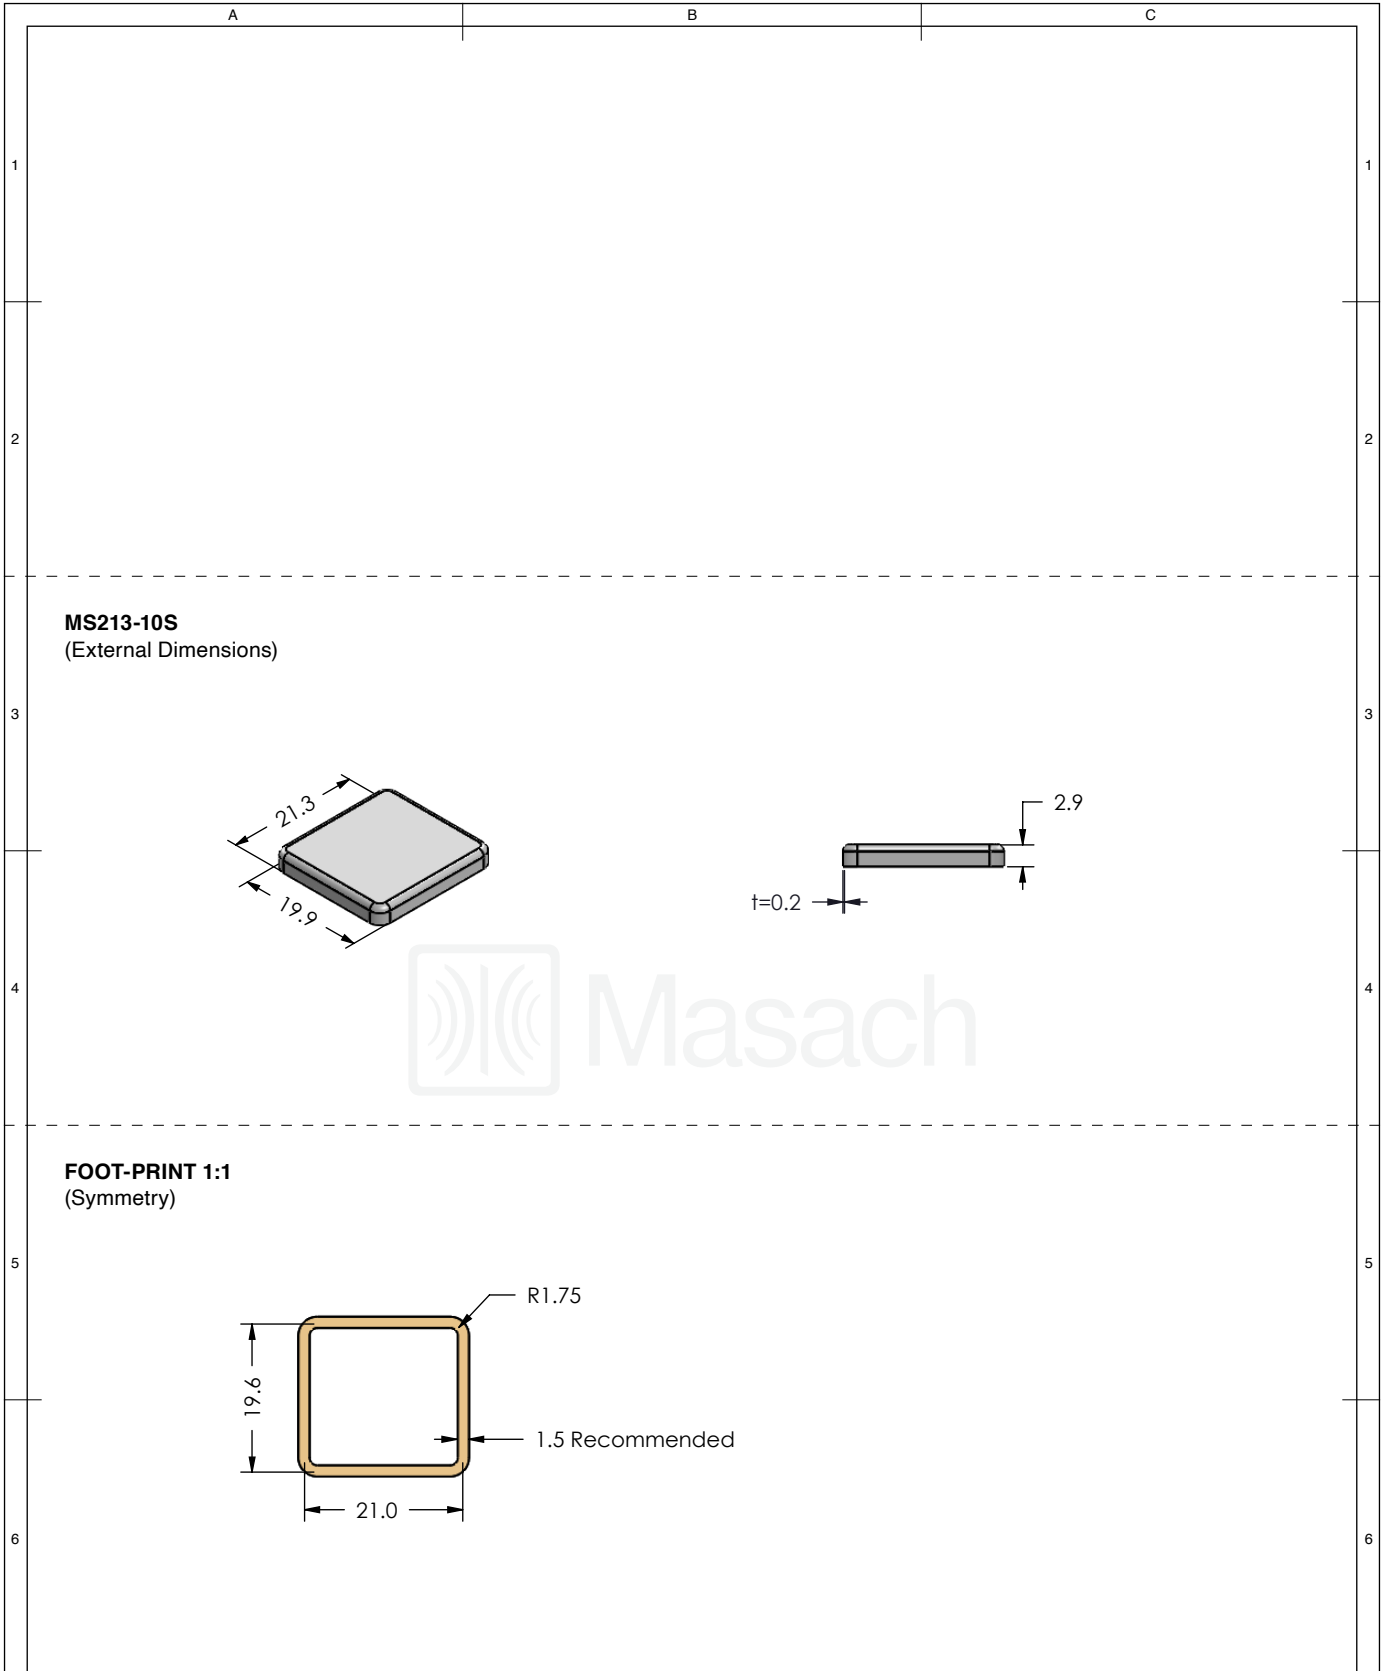 A B C
1 1
2 2
MS213-10S
(External Dimensions)
3 3
21.3
2.9
19.9
t=0.2
4 4
Masach
FOOT-PRINT 1:1
(Symmetry)
5 5
R1.75
19.6
1.5 Recommended
21.0
6 6